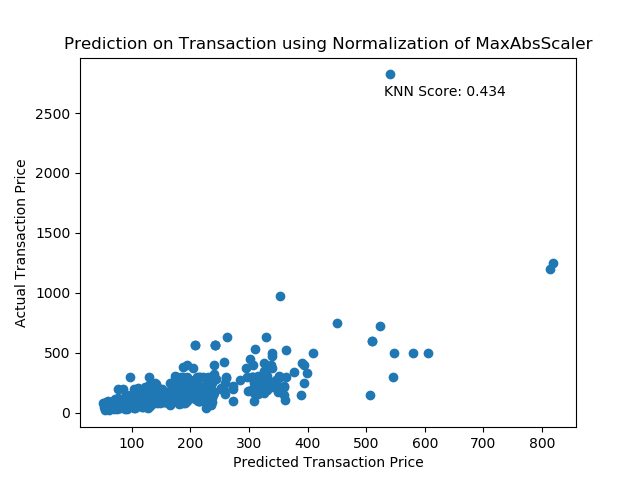 Prediction on Transaction using Normalization of MaxAbsScaler
KNN Score: 0.434
2500
2000
1500
1000
500
0
Actual Transaction Price
100 200 300 400 500 600 700 800
Predicted Transaction Price